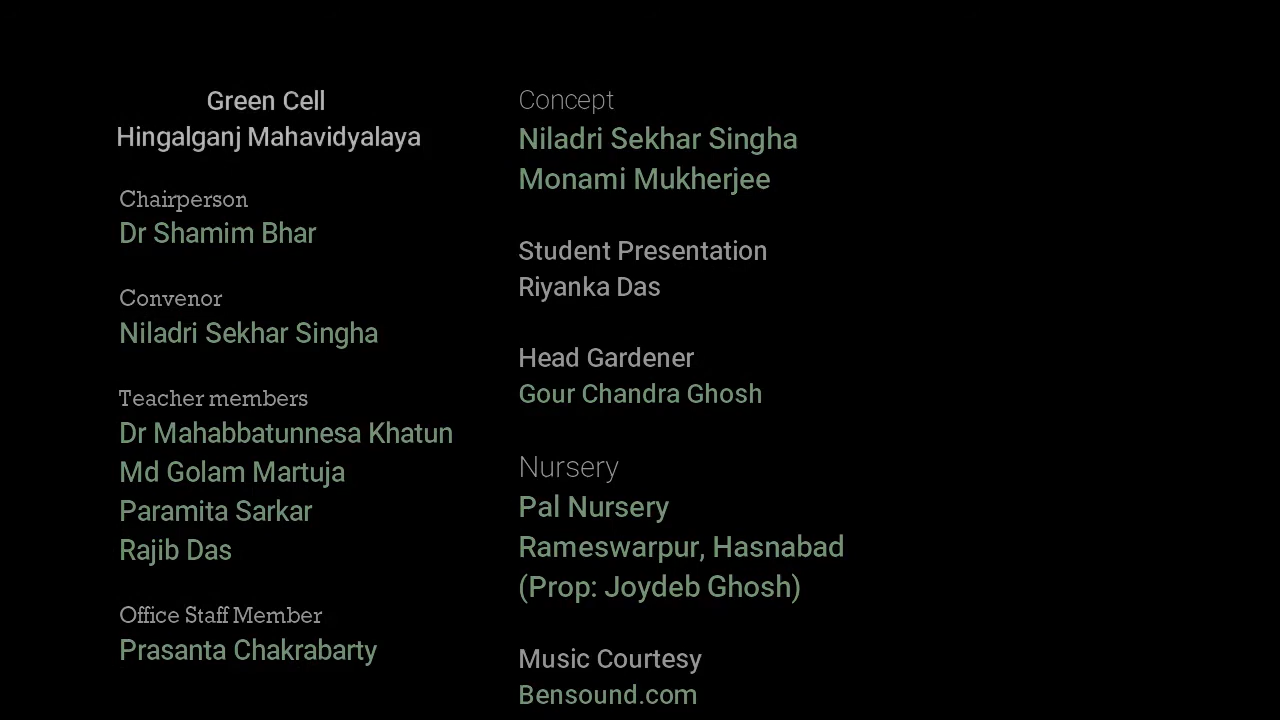 Green Cell
Hingalganj Mahavidyalaya
Chairperson
Dr Shamim Bhar
Convenor
Niladri Sekhar Singha
Teacher members
Dr Mahabbatunnesa Khatun
Md Golam Martuja
Paramita Sarkar
Rajib Das
Office Staff Member
Prasanta Chakrabarty
Concept
Niladri Sekhar Singha
Monami Mukherjee
Student Presentation
Riyanka Das
Head Gardener
Gour Chandra Ghosh
Nursery
Pal Nursery
Rameswarpur, Hasnabad
(Prop: Joydeb Ghosh)
Music Courtesy
Bensound.com